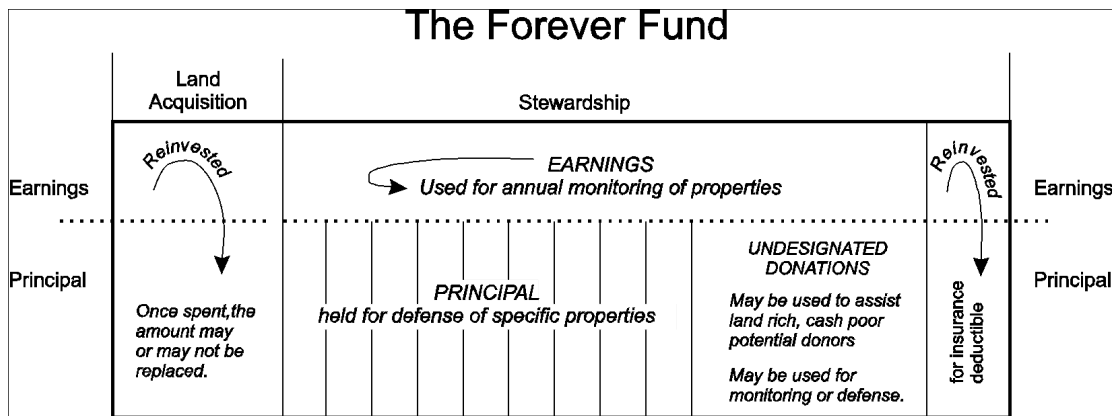 The Forever Fund
Land
Acquisition
Stewardship
Reinvested
EARNINGS
Used for annual monitoring of properties
Reinvested
Earnings
Earnings
Principal
Principal
Once spent,the
amount may
or may not be
replaced.
PRINCIPAL
held for defense of specific properties
UNDESIGNATED
DONATIONS
May be used to assist
land rich, cash poor
potential donors
May be used for
monitoring or defense.
for insurance
deductible